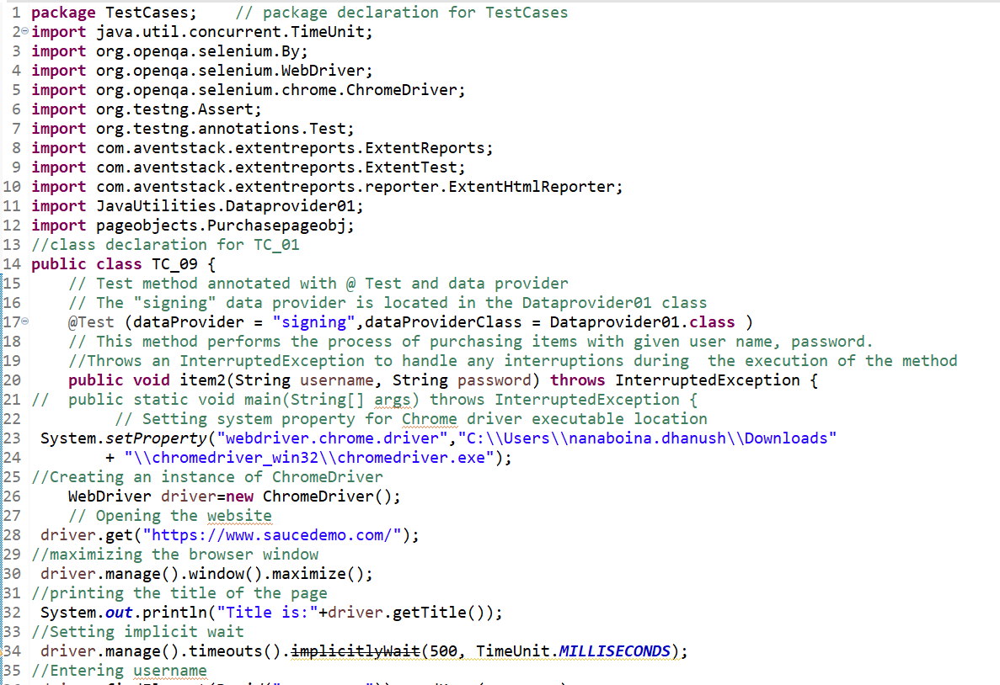 1 package TestCases;    // package declaration for TestCases
2 import java.util.concurrent.TimeUnit;
3 import org.openqa.selenium.By;
4 import org.openqa.selenium.WebDriver;
5 import org.openqa.selenium.chrome.ChromeDriver;
6 import org.testng.Assert;
7 import org.testng.annotations.Test;
8 import com.aventstack.extentreports.ExtentReports;
9 import com.aventstack.extentreports.ExtentTest;
10 import com.aventstack.extentreports.reporter.ExtentHtmlReporter;
11 import JavaUtilities.Dataprovider01;
12 import pageobjects.Purchasepageobj;
13 //class declaration for TC_01
14 public class TC_09 {
15     // Test method annotated with @ Test and data provider
16     // The "signing" data provider is located in the Dataprovider01 class
17     @Test (dataProvider = "signing",dataProviderClass = Dataprovider01.class )
18     // This method performs the process of purchasing items with given user name, password.
19     //Throws an InterruptedException to handle any interruptions during  the execution of the method
20     public void item2(String username, String password) throws InterruptedException {
21 //  public static void main(String[] args) throws InterruptedException {
22          // Setting system property for Chrome driver executable location
23  System.setProperty("webdriver.chrome.driver","C:\\Users\\nanaboina.dhanush\\Downloads"
24         + "\\chromedriver_win32\\chromedriver.exe");
25 //Creating an instance of ChromeDriver
26     WebDriver driver=new ChromeDriver();
27     // Opening the website
28  driver.get("https://www.saucedemo.com/");
29 //maximizing the browser window
30  driver.manage().window().maximize();
31 //printing the title of the page
32  System.out.println("Title is:"+driver.getTitle());
33 //Setting implicit wait
34  driver.manage().timeouts().implicitlyWait(500, TimeUnit.MILLISECONDS);
35 //Entering username